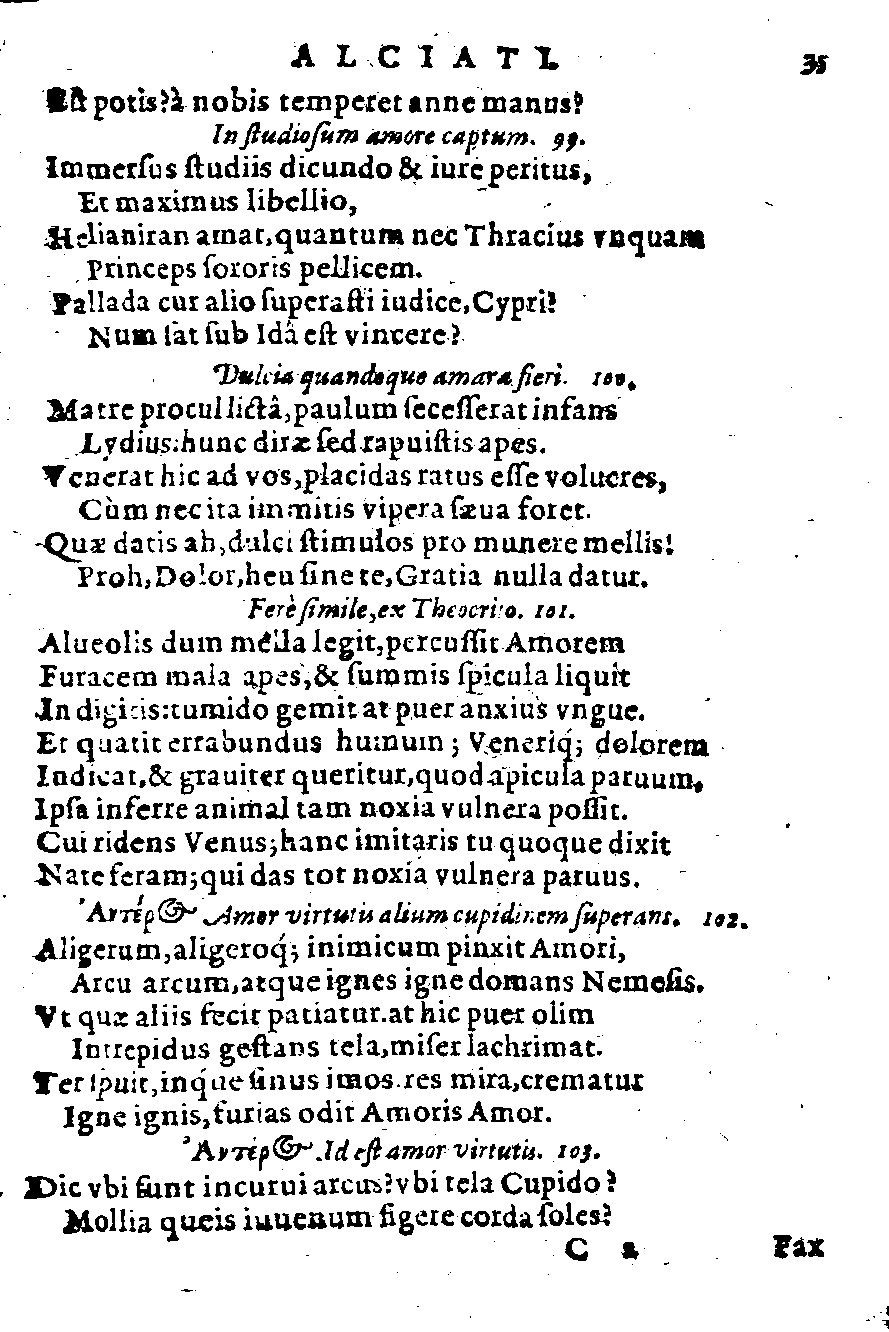 ALCIATI. 35
Est potis? à nobis temperet anne manus?
In ſtudioſum amore captum. 99.
Immerſus ſtudiis dicundo & iure peritus,
Et maximus libellio,
Helianiran amat, quantum nec Thracius vnquam
Princeps ſororis pellicem.
Pallada cur alio ſuperaſti iudice, Cypri?
Num ſat ſub Idâ eſt vincere?
Dulcia quandoque amara fieri. 100.
Matre procul lictâ, paulum ſeceſſerat infans
Lydius: hunc diræ ſed rapuiſtis apes.
Venerat hic ad vos, placidas ratus eſſe volucres,
Cùm nec ita immitis vipera ſæua foret.
Quæ datis ah, dulci ſtimulos pro munere mellis!
Proh, Dolor, heu ſine te, Gratia nulla datur.
Ferè ſimile, ex Theocrito. 101.
Alueolis dum mella legit, percuſſit Amorem
Furacem mala apes, & ſummis ſpicula liquit
In digitis: tumido gemit at puer anxius vngue.
Et quatit errabundus humum; Veneriq́; dolorem
Indicat, & grauiter queritur, quod apicula paruum,
Ipſa inferre animal tam noxia vulnera poſſit.
Cui ridens Venus; hanc imitaris tu quoque dixit
Nate feram; qui das tot noxia vulnera paruus.
Ἀντέρως Amor virtutis alium cupidinem ſuperans. 102.
Aligerum, aligeroq́; inimicum pinxit Amori,
Arcu arcum, atque ignes igne domans Nemeſis.
Vt quæ aliis fecit patiatur. at hic puer olim
Intrepidus geſtans tela, miſer lachrimat.
Ter ſpuit, inque ſinus imos. res mira, crematur
Igne ignis, furias odit Amoris Amor.
Ἀντέρως Id eſt amor virtutis. 103.
Dic vbi ſunt incurui arcus? vbi tela Cupido?
Mollia queis iuuenum figere corda ſoles?
C 2 Fax